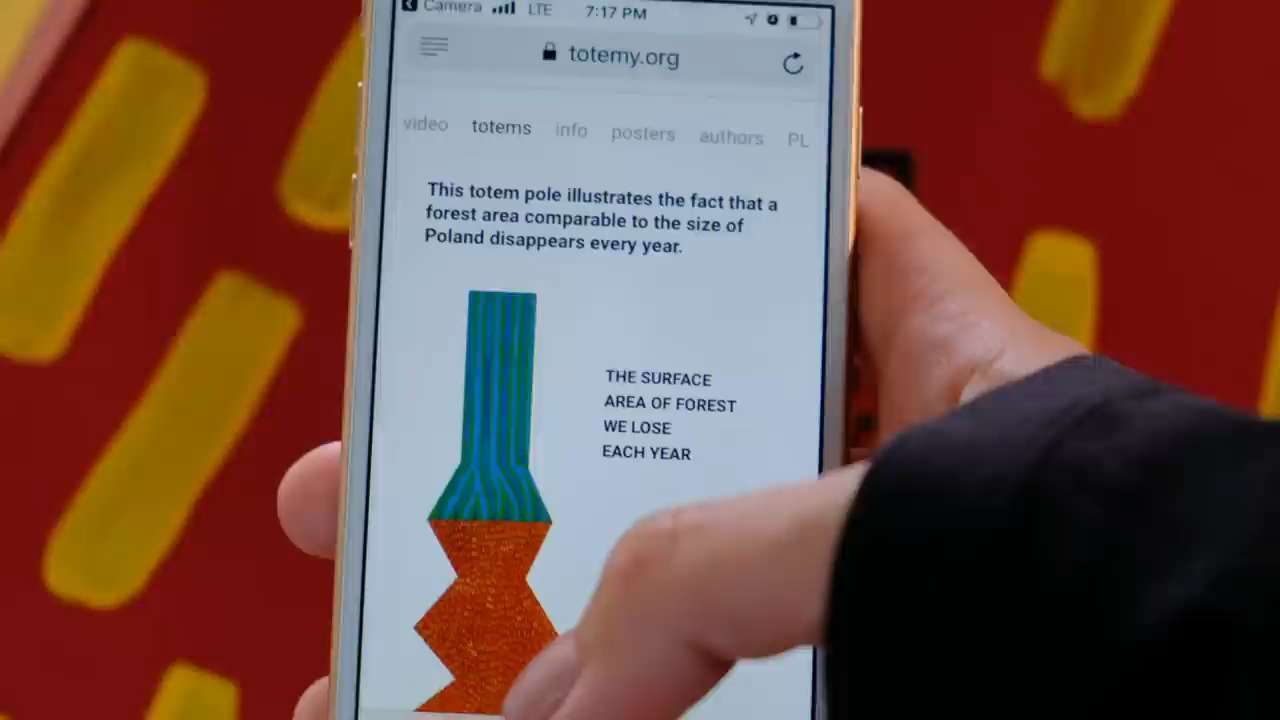 Camera LTE 7:17 PM
totemy.org
video totems info posters authors PL
This totem pole illustrates the fact that a
forest area comparable to the size of
Poland disappears every year.
THE SURFACE
AREA OF FOREST
WE LOSE
EACH YEAR